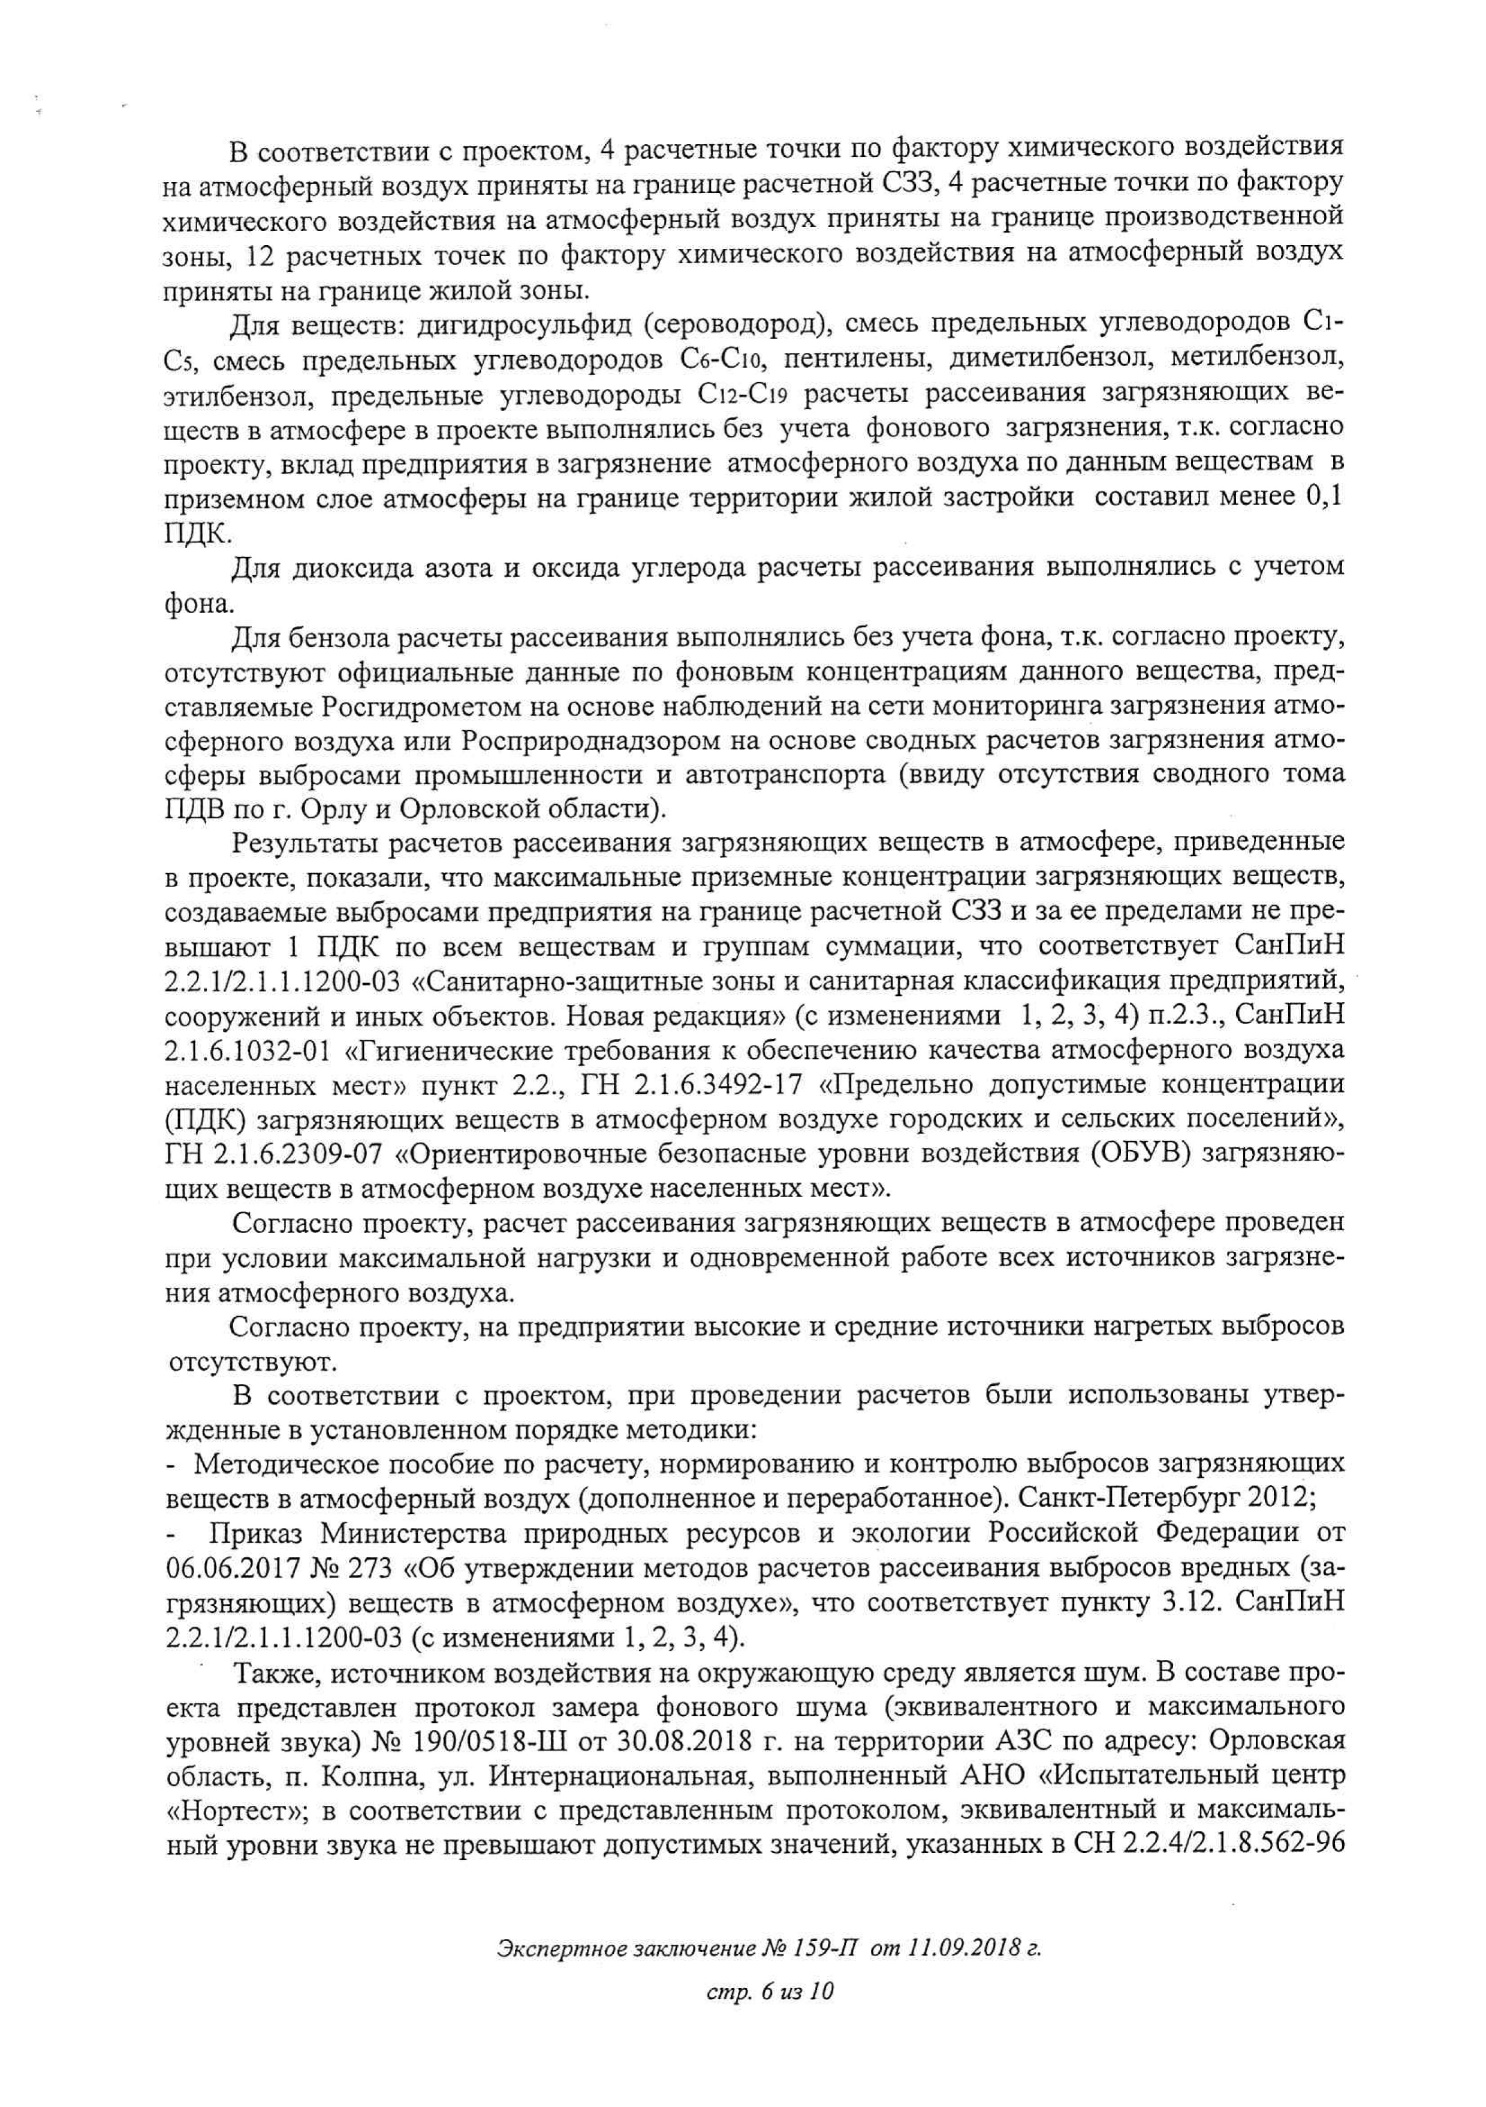 В соответствии с проектом, 4 расчетные точки по фактору химического воздействия
на атмосферный воздух приняты на границе расчетной СЗЗ, 4 расчетные точки по фактору
химического воздействия на атмосферный воздух приняты на границе производственной
зоны, 12 расчетных точек по фактору химического воздействия на атмосферный воздух
приняты на границе жилой зоны.
Для веществ: дигидросульфид (сероводород), смесь предельных углеводородов С1-
С5, смесь предельных углеводородов С6-С10, пентилены, диметилбензол, метилбензол,
этилбензол, предельные углеводороды С12-С19 расчеты рассеивания загрязняющих ве-
ществ в атмосфере в проекте выполнялись без учета фонового загрязнения, т.к. согласно
проекту, вклад предприятия в загрязнение атмосферного воздуха по данным веществам в
приземном слое атмосферы на границе территории жилой застройки составил менее 0,1
ПДК.
Для диоксида азота и оксида углерода расчеты рассеивания выполнялись с учетом
фона.
Для бензола расчеты рассеивания выполнялись без учета фона, т.к. согласно проекту,
отсутствуют официальные данные по фоновым концентрациям данного вещества, пред-
ставляемые Росгидрометом на основе наблюдений на сети мониторинга загрязнения атмо-
сферного воздуха или Росприроднадзором на основе сводных расчетов загрязнения атмо-
сферы выбросами промышленности и автотранспорта (ввиду отсутствия сводного тома
ПДВ по г. Орлу и Орловской области).
Результаты расчетов рассеивания загрязняющих веществ в атмосфере, приведенные
в проекте, показали, что максимальные приземные концентрации загрязняющих веществ,
создаваемые выбросами предприятия на границе расчетной СЗЗ и за ее пределами не пре-
вышают 1 ПДК по всем веществам и группам суммации, что соответствует СанПиН
2.2.1/2.1.1.1200-03 «Санитарно-защитные зоны и санитарная классификация предприятий,
сооружений и иных объектов. Новая редакция» (с изменениями 1, 2, 3, 4) п.2.3., СанПиН
2.1.6.1032-01 «Гигиенические требования к обеспечению качества атмосферного воздуха
населенных мест» пункт 2.2., ГН 2.1.6.3492-17 «Предельно допустимые концентрации
(ПДК) загрязняющих веществ в атмосферном воздухе городских и сельских поселений»,
ГН 2.1.6.2309-07 «Ориентировочные безопасные уровни воздействия (ОБУВ) загрязняю-
щих веществ в атмосферном воздухе населенных мест».
Согласно проекту, расчет рассеивания загрязняющих веществ в атмосфере проведен
при условии максимальной нагрузки и одновременной работе всех источников загрязне-
ния атмосферного воздуха.
Согласно проекту, на предприятии высокие и средние источники нагретых выбросов
отсутствуют.
В соответствии с проектом, при проведении расчетов были использованы утвер-
жденные в установленном порядке методики:
- Методическое пособие по расчету, нормированию и контролю выбросов загрязняющих
веществ в атмосферный воздух (дополненное и переработанное). Санкт-Петербург 2012;
- Приказ Министерства природных ресурсов и экологии Российской Федерации от
06.06.2017 № 273 «Об утверждении методов расчетов рассеивания выбросов вредных (за-
грязняющих) веществ в атмосферном воздухе», что соответствует пункту 3.12. СанПиН
2.2.1/2.1.1.1200-03 (с изменениями 1, 2, 3, 4).
Также, источником воздействия на окружающую среду является шум. В составе про-
екта представлен протокол замера фонового шума (эквивалентного и максимального
уровней звука) № 190/0518-Ш от 30.08.2018 г. на территории АЗС по адресу: Орловская
область, п. Колпна, ул. Интернациональная, выполненный АНО «Испытательный центр
«Нортест»; в соответствии с представленным протоколом, эквивалентный и максималь-
ный уровни звука не превышают допустимых значений, указанных в СН 2.2.4/2.1.8.562-96
Экспертное заключение № 159-П от 11.09.2018 г.
стр. 6 из 10